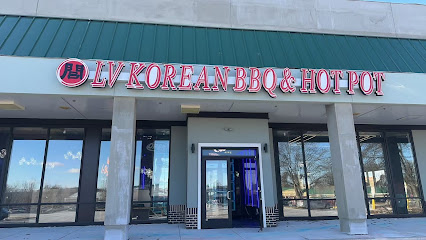 LV KOREAN BBQ & HOT POT